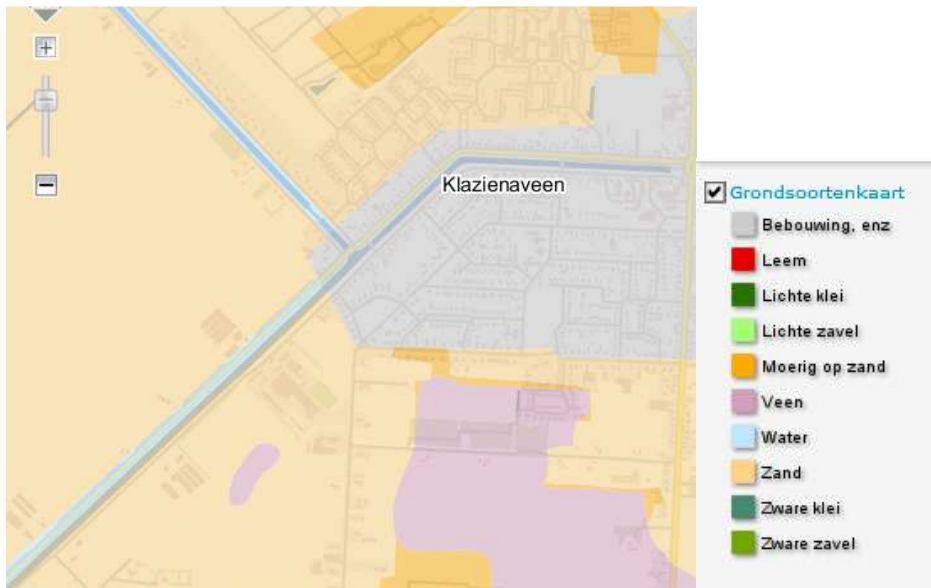 Klazienaveen
Grondsoortenkaart
Bebouwing, enz
Leem
Lichte klei
Lichte zavel
Moerig op zand
Veen
Water
Zand
Zware klei
Zware zavel